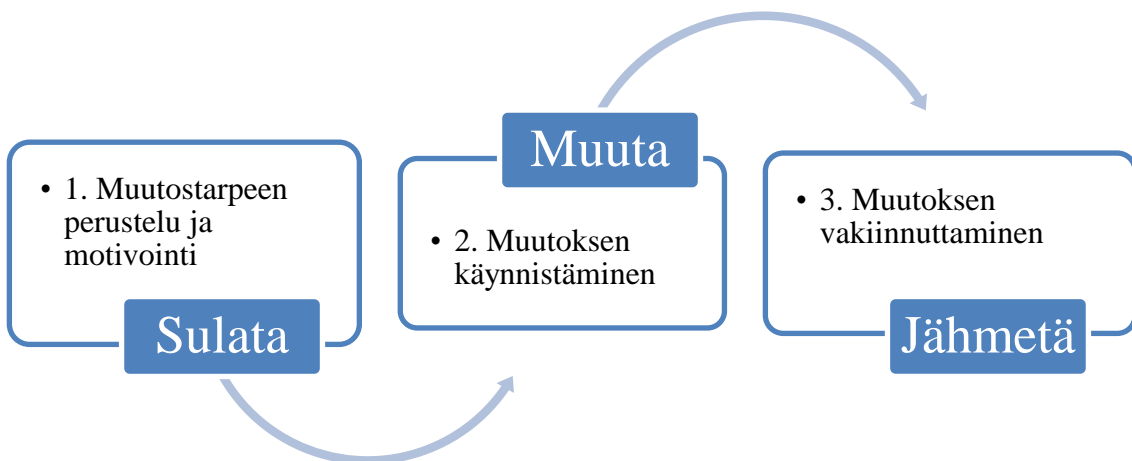 • 1. Muutostarpeen
perustelu ja
motivointi
Sulata
Muuta
• 2. Muutoksen
käynnistäminen
• 3. Muutoksen
vakiinnuttaminen
Jähmetä